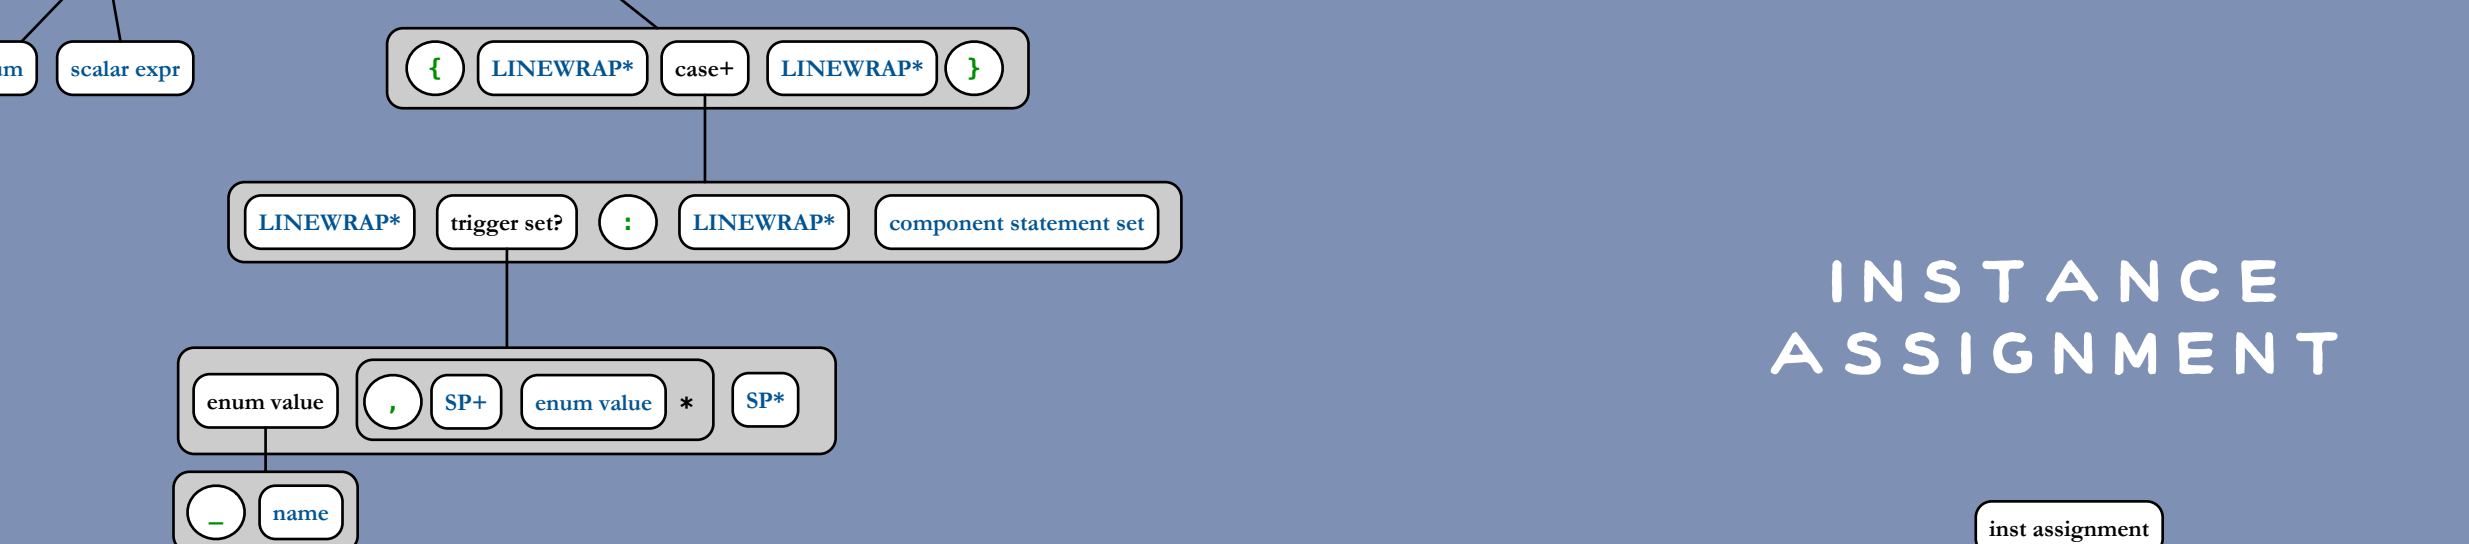 um scalar expr { LINEWRAP* case+ LINEWRAP* }
LINEWRAP* trigger set? : LINEWRAP* component statement set
INSTANCE
ASSIGNMENT
enum value , SP+ enum value * SP*
_ name
inst assignment